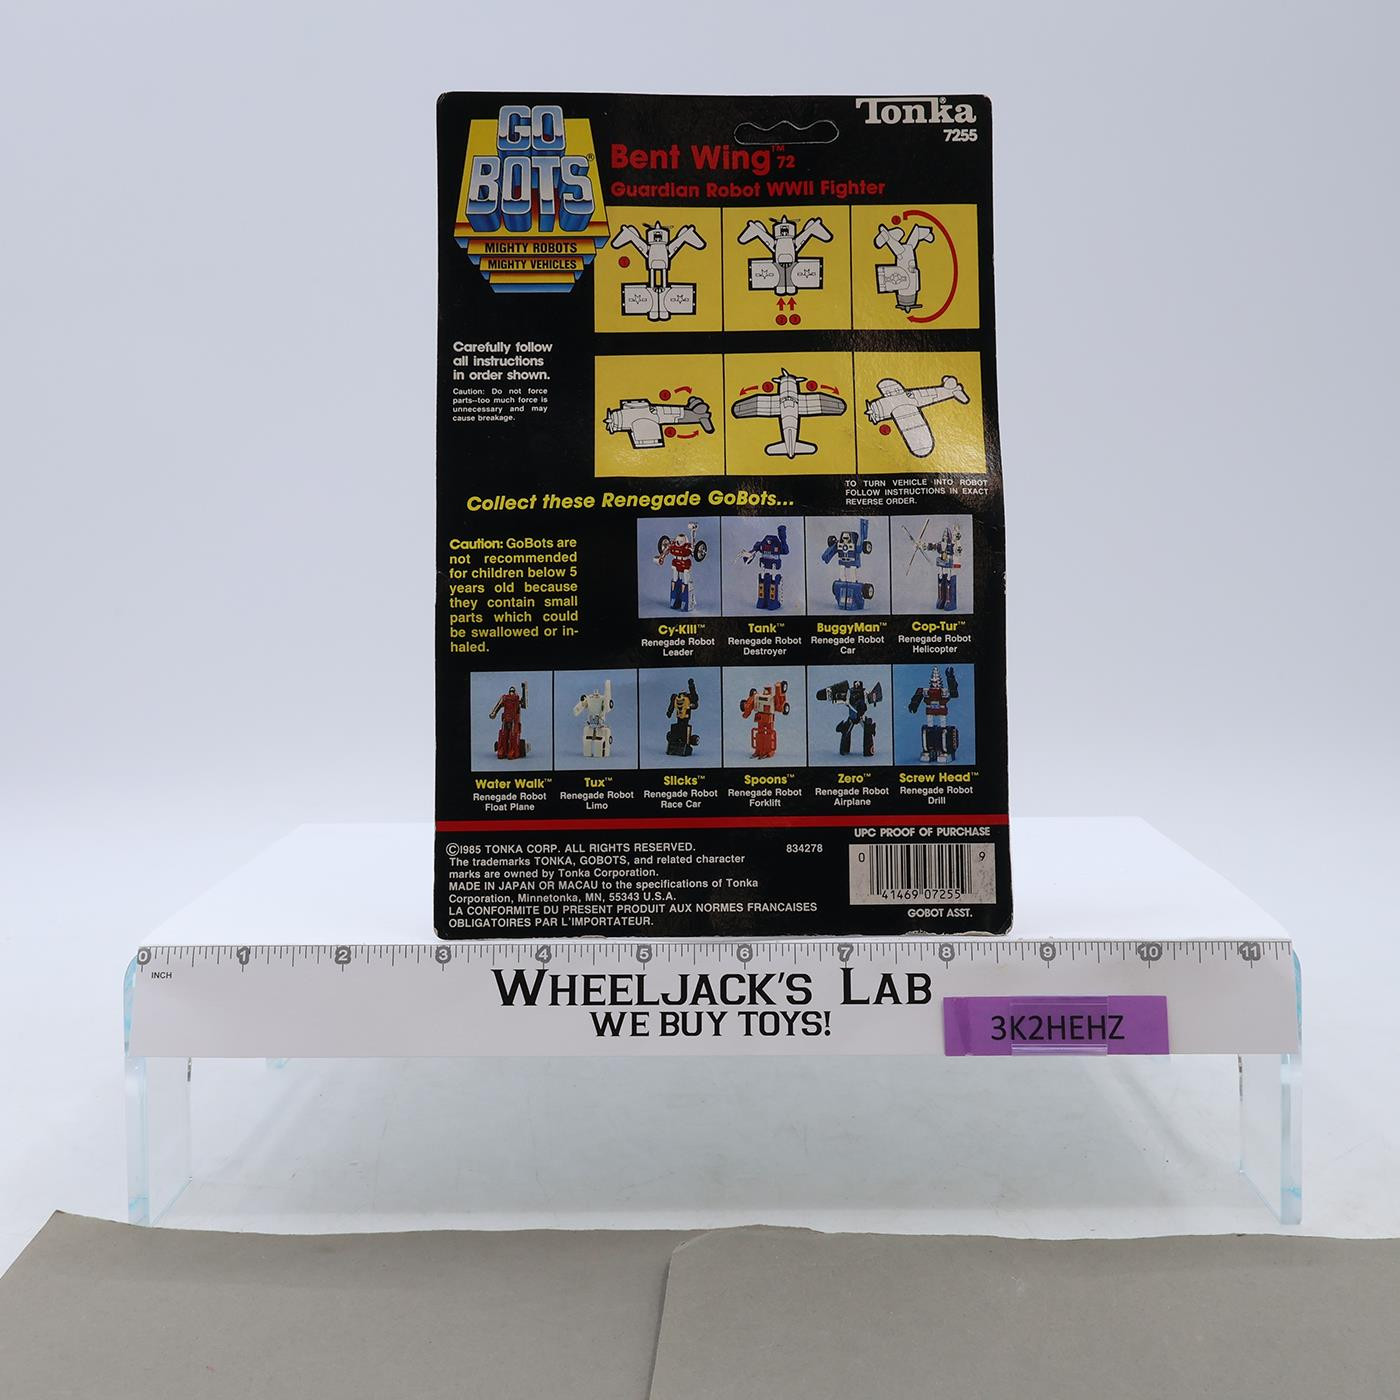 GO
BOTS®
MIGHTY ROBOTS
MIGHTY VEHICLES
Tonka®
7255
Bent Wing™ 72
Guardian Robot WWII Fighter
Carefully follow
all instructions
in order shown.
Caution: Do not force
parts--too much force is
unnecessary and may
cause breakage.
TO TURN VEHICLE INTO ROBOT
FOLLOW INSTRUCTIONS IN EXACT
REVERSE ORDER.
Collect these Renegade GoBots...
Caution: GoBots are
not recommended
for children below 5
years old because
they contain small
parts which could
be swallowed or in-
haled.
Cy-Kill™
Renegade Robot
Leader
Tank™
Renegade Robot
Destroyer
BuggyMan™
Renegade Robot
Car
Cop-Tur™
Renegade Robot
Helicopter
Water Walk™
Renegade Robot
Float Plane
Tux™
Renegade Robot
Limo
Slicks™
Renegade Robot
Race Car
Spoons™
Renegade Robot
Forklift
Zero™
Renegade Robot
Airplane
Screw Head™
Renegade Robot
Drill
UPC PROOF OF PURCHASE
©1985 TONKA CORP. ALL RIGHTS RESERVED.
834278
The trademarks TONKA, GOBOTS, and related character
marks are owned by Tonka Corporation.
MADE IN JAPAN OR MACAU to the specifications of Tonka
Corporation, Minnetonka, MN, 55343 U.S.A.
LA CONFORMITE DU PRESENT PRODUIT AUX NORMES FRANCAISES
OBLIGATOIRES PAR L'IMPORTATEUR.
0 41469 07255 9
GOBOT ASST.
0 1 2 3 4 5 6 7 8 9 10 11
INCH
WHEELJACK'S LAB
WE BUY TOYS!
3K2HEHZ